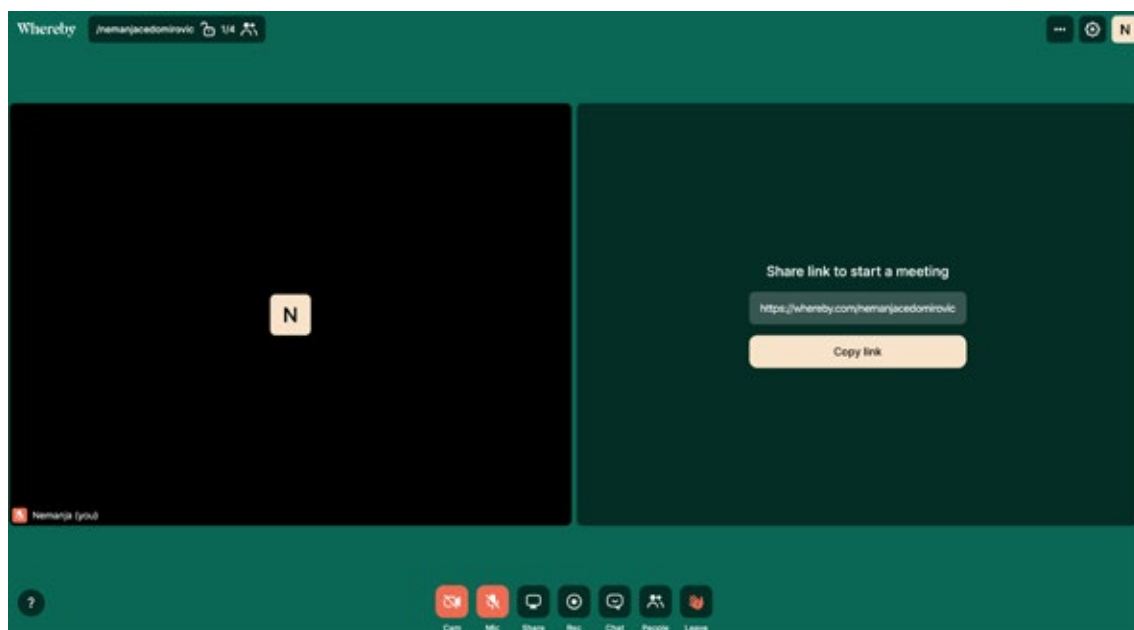 Whereby /nemanjacedomirovic 1/4 ... N
N
Share link to start a meeting
https://whereby.com/nemanjacedomirovic
Copy link
Nemanja (you)
?
Cam Mic Share Rec Chat People Leave